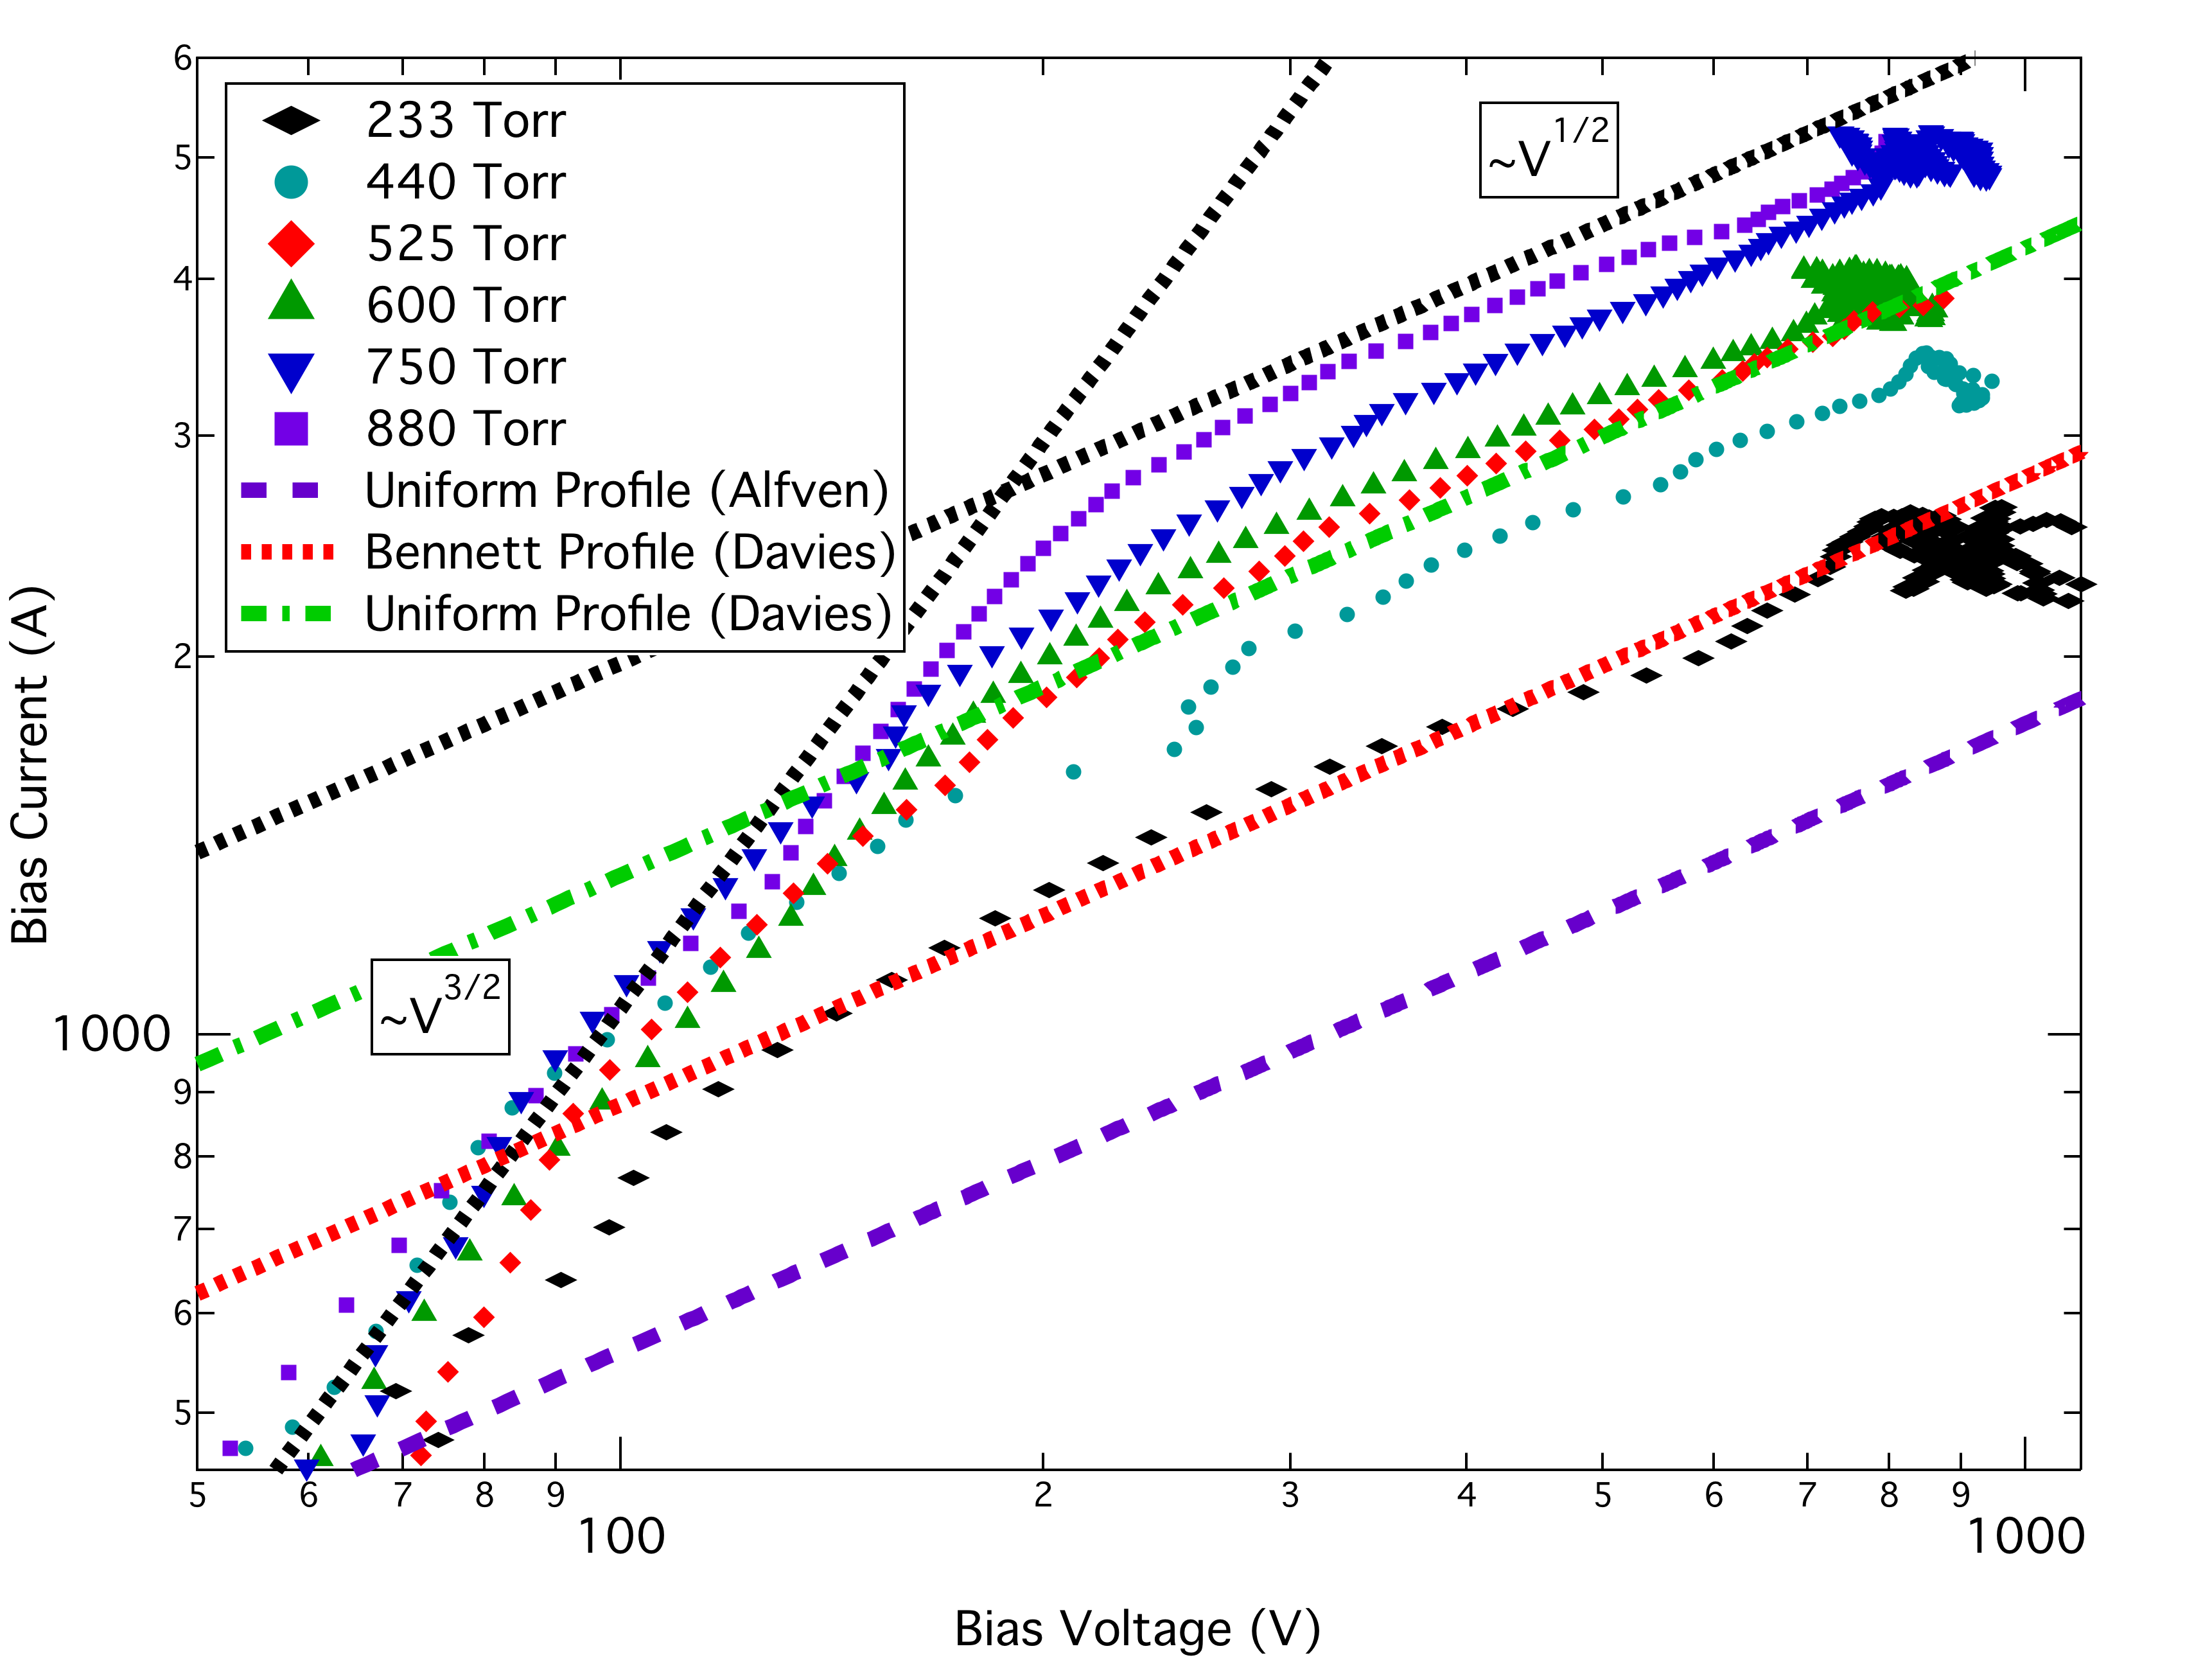 6
5
4
3
2
1000
9
8
7
6
5
Bias Current (A)
233 Torr
440 Torr
525 Torr
600 Torr
750 Torr
880 Torr
Uniform Profile (Alfven)
Bennett Profile (Davies)
Uniform Profile (Davies)
~V1/2
~V3/2
5 6 7 8 9 2 3 4 5 6 7 8 9
100 1000
Bias Voltage (V)